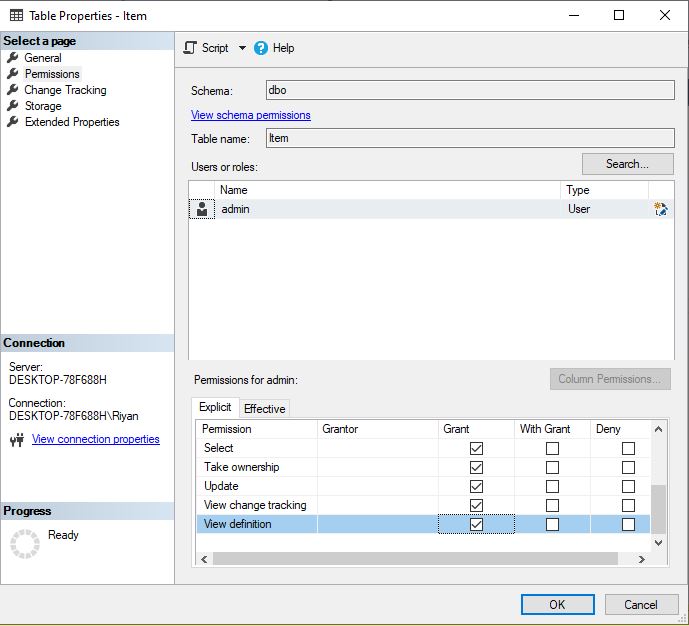 Table Properties - Item
Select a page
General
Permissions
Change Tracking
Storage
Extended Properties
Script Help
Schema: dbo
View schema permissions
Table name: Item
Users or roles: Search...
Name Type
admin User
Connection
Server:
DESKTOP-78F688H
Connection:
DESKTOP-78F688H\Riyan
View connection properties
Progress
Ready
Permissions for admin: Column Permissions...
Explicit Effective
Permission Grantor Grant With Grant Deny
Select
Take ownership
Update
View change tracking
View definition
OK Cancel